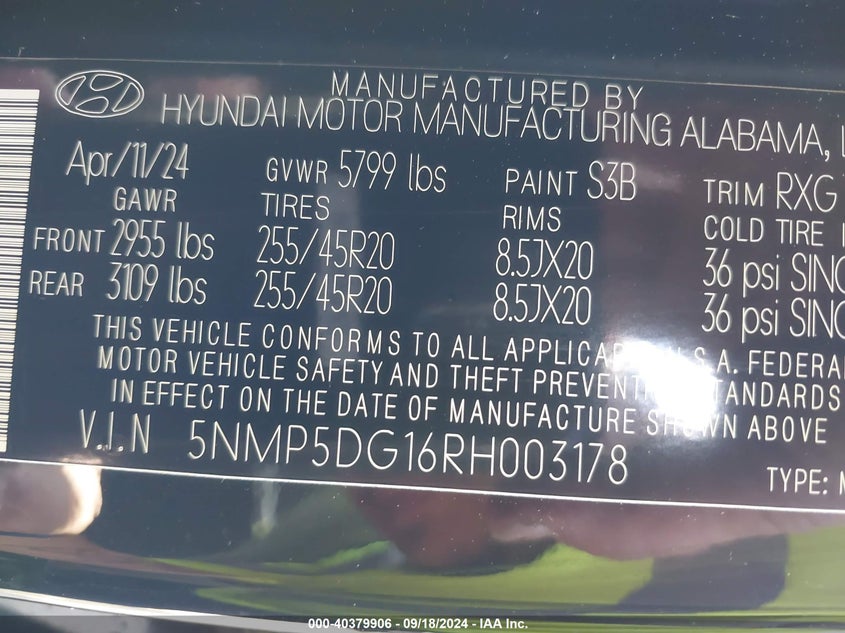 MANUFACTURED BY
HYUNDAI MOTOR MANUFACTURING ALABAMA,
Apr/11/24 GVWR 5799 lbs PAINT S3B TRIM RXG
GAWR TIRES RIMS COLD TIRE
FRONT 2955 lbs 255/45R20 8.5JX20 36 psi SING
REAR 3109 lbs 255/45R20 8.5JX20 36 psi SING
THIS VEHICLE CONFORMS TO ALL U.S.A. FEDERAL
MOTOR VEHICLE SAFETY AND THEFT PREVENTION STANDARDS
IN EFFECT ON THE DATE OF MANUFACTURE SHOWN ABOVE
V.I.N 5NMP5DG16RH003178
TYPE:
000-40379906 - 09/18/2024 - IAA Inc.